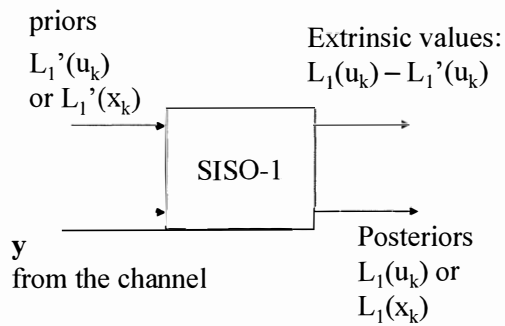 priors
L₁’(uₖ)
or L₁’(xₖ)
Extrinsic values:
L₁(uₖ) – L₁’(uₖ)
SISO-1
y
from the channel
Posteriors
L₁(uₖ) or
L₁(xₖ)